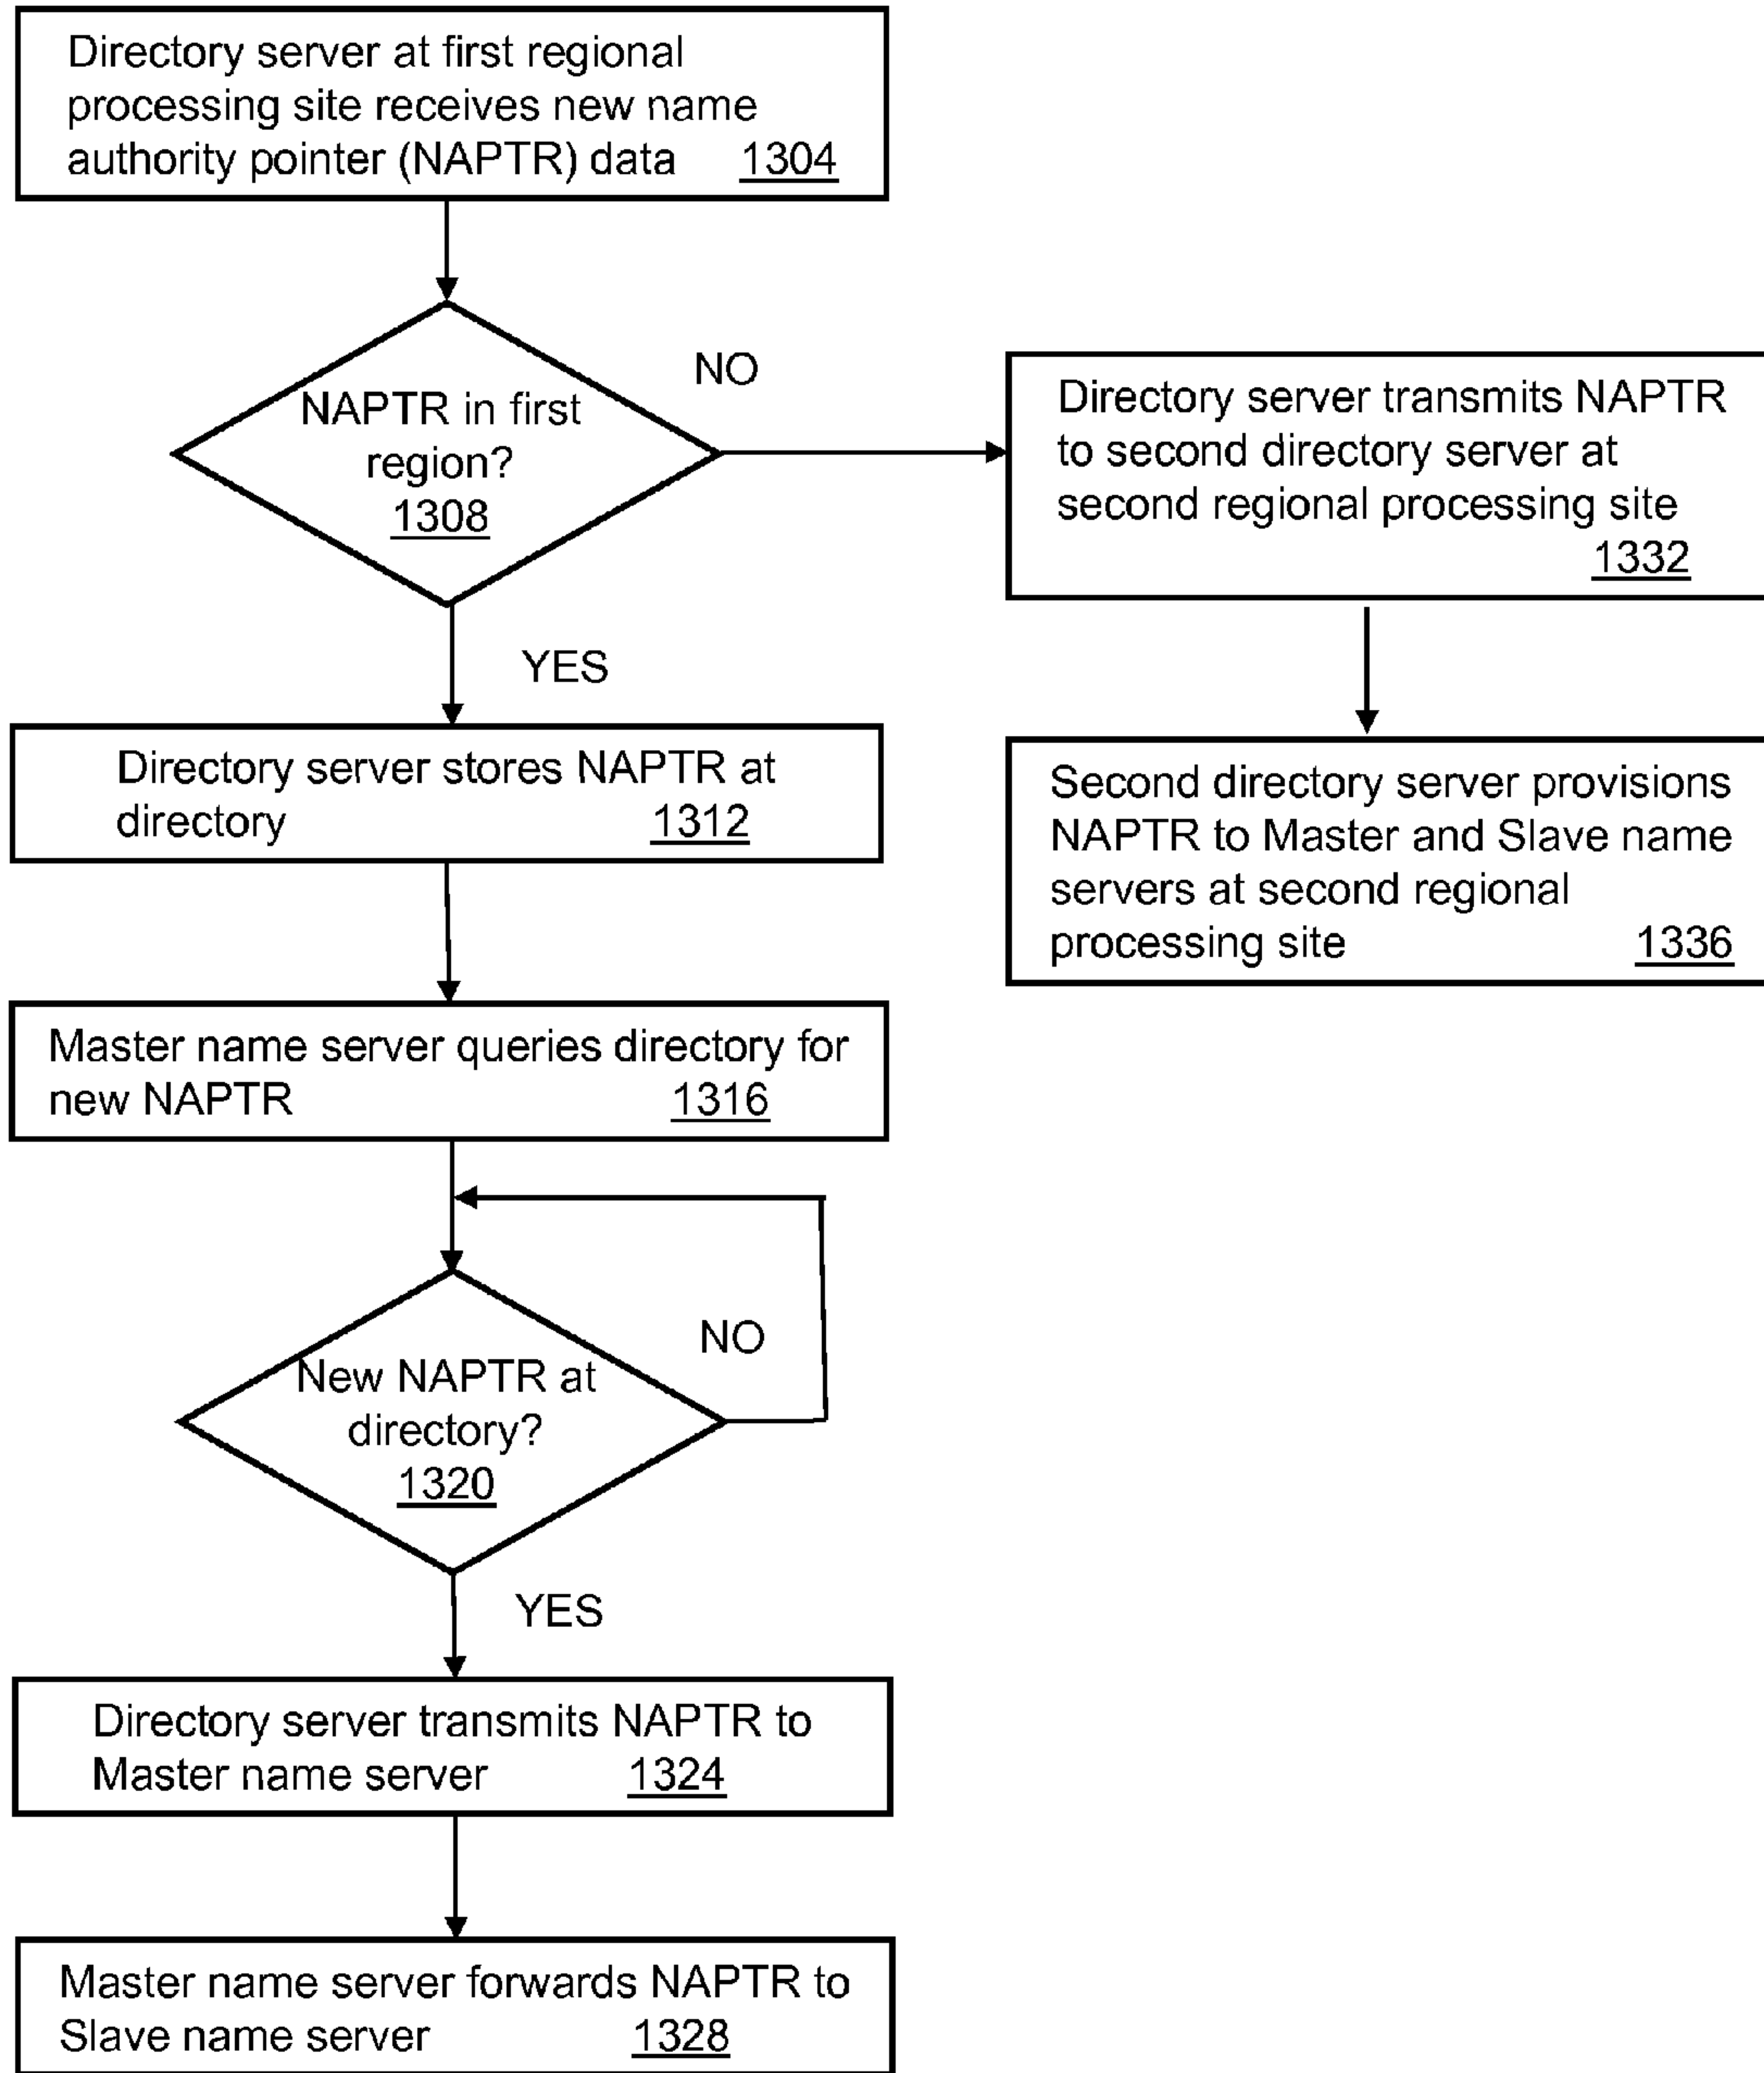 Directory server at first regional
processing site receives new name
authority pointer (NAPTR) data 1304
NAPTR in first
region?
1308
NO
Directory server transmits NAPTR
to second directory server at
second regional processing site
1332
YES
Directory server stores NAPTR at
directory 1312
Second directory server provisions
NAPTR to Master and Slave name
servers at second regional
processing site 1336
Master name server queries directory for
new NAPTR 1316
New NAPTR at
directory?
1320
NO
YES
Directory server transmits NAPTR to
Master name server 1324
Master name server forwards NAPTR to
Slave name server 1328